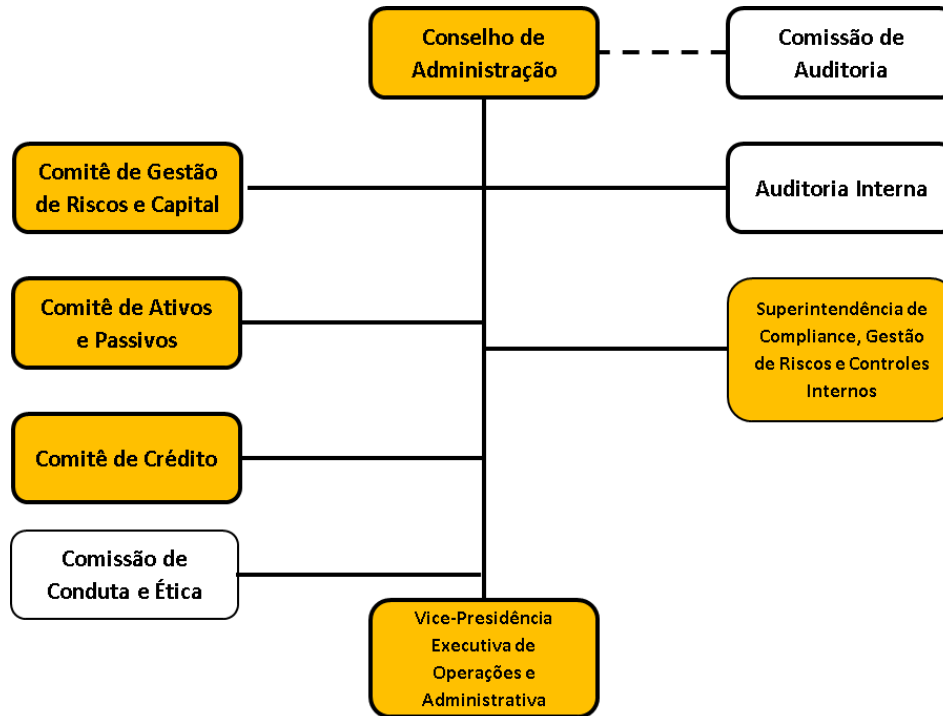 Conselho de
Administração
Comissão de
Auditoria
Comitê de Gestão
de Riscos e Capital
Auditoria Interna
Comitê de Ativos
e Passivos
Superintendência de
Compliance, Gestão
de Riscos e Controles
Internos
Comitê de Crédito
Comissão de
Conduta e Ética
Vice-Presidência
Executiva de
Operações e
Administrativa